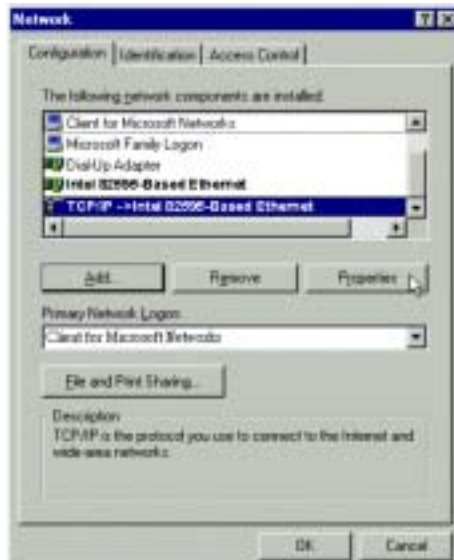 Network
Configuration Identification Access Control
The following network components are installed:
Client for Microsoft Networks
Microsoft Family Logon
Dial-Up Adapter
Intel 82596-Based Ethernet
TCP/IP ->Intel 82596-Based Ethernet
Add... Remove Properties
Primary Network Logon:
Client for Microsoft Networks
File and Print Sharing...
Description
TCP/IP is the protocol you use to connect to the Internet and
wide-area networks.
OK Cancel